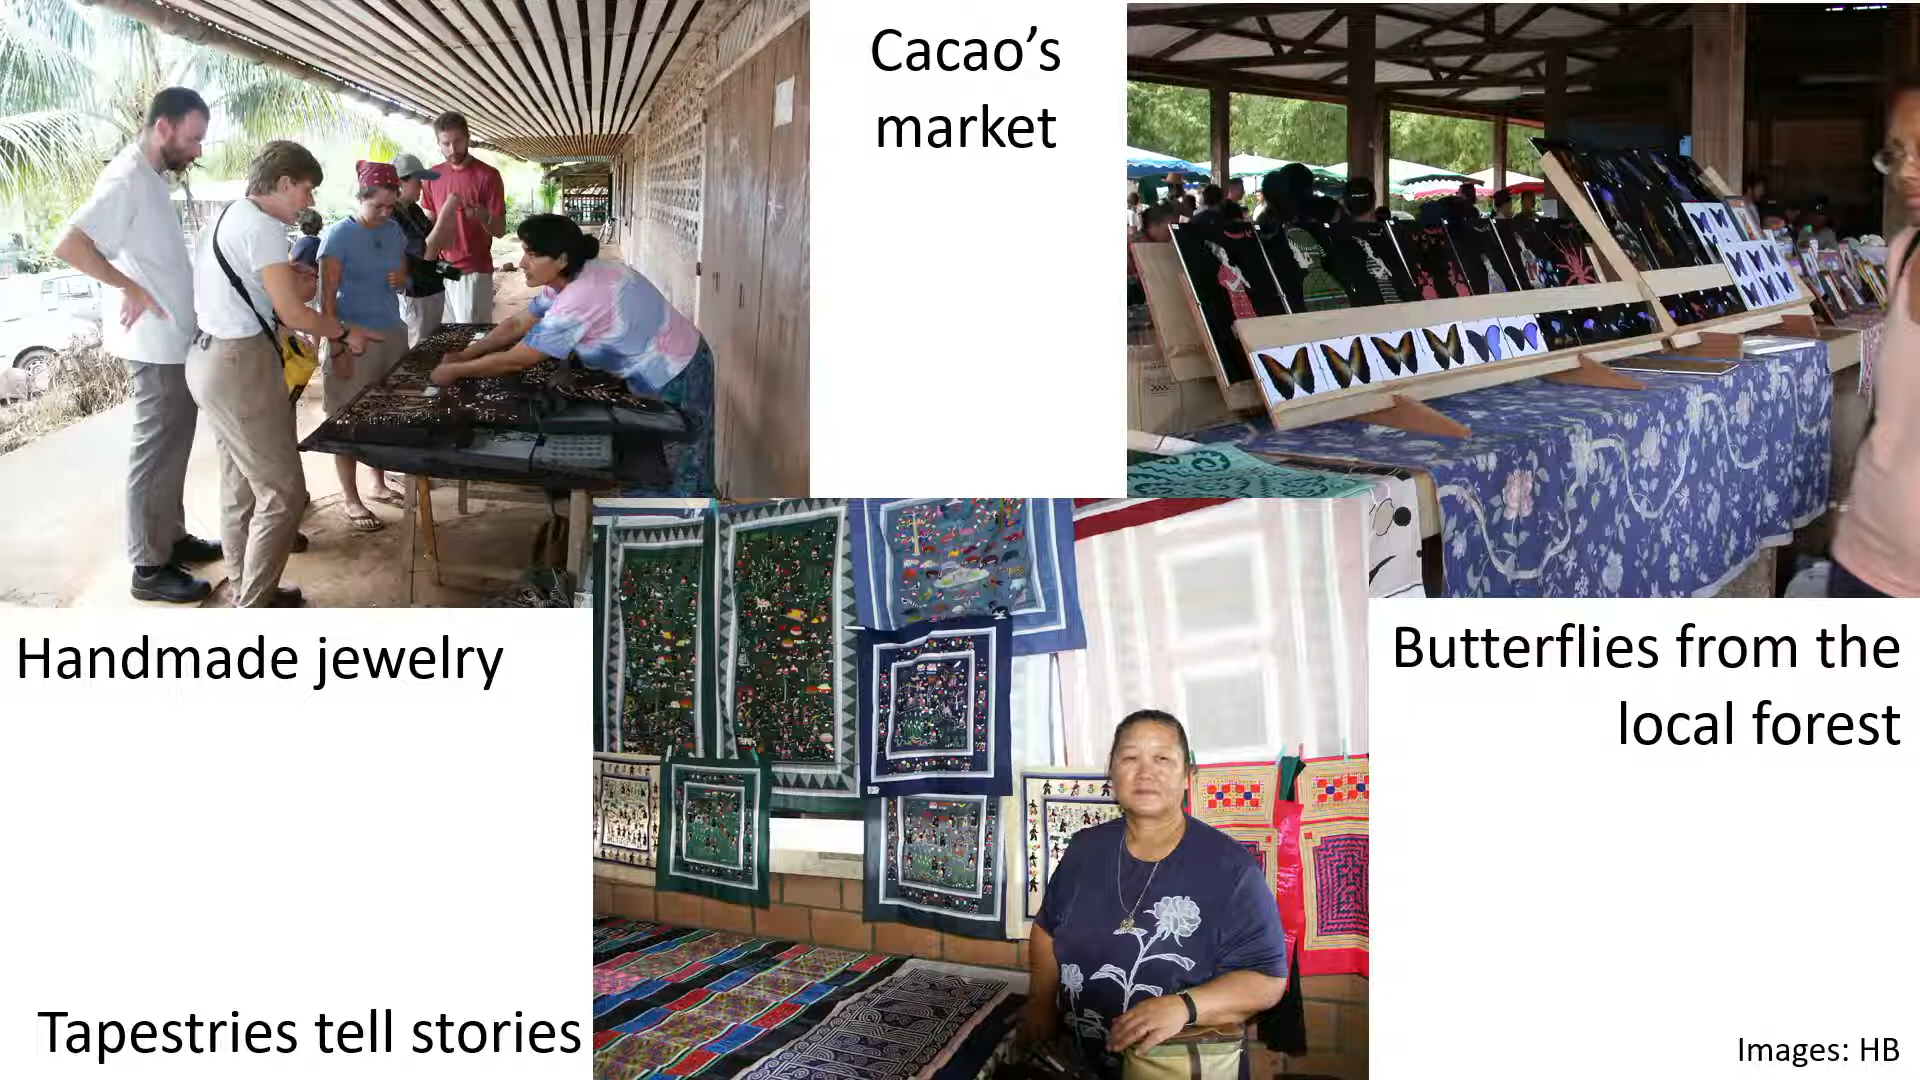 Cacao’s
market
Handmade jewelry
Butterflies from the
local forest
Tapestries tell stories
Images: HB